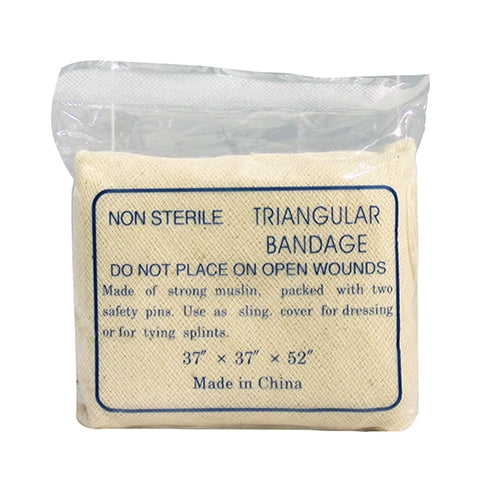 NON STERILE TRIANGULAR
BANDAGE
DO NOT PLACE ON OPEN WOUNDS
Made of strong muslin, packed with two
safety pins. Use as sling. cover for dressing
or for tying splints.
37″ × 37″ × 52″
Made in China